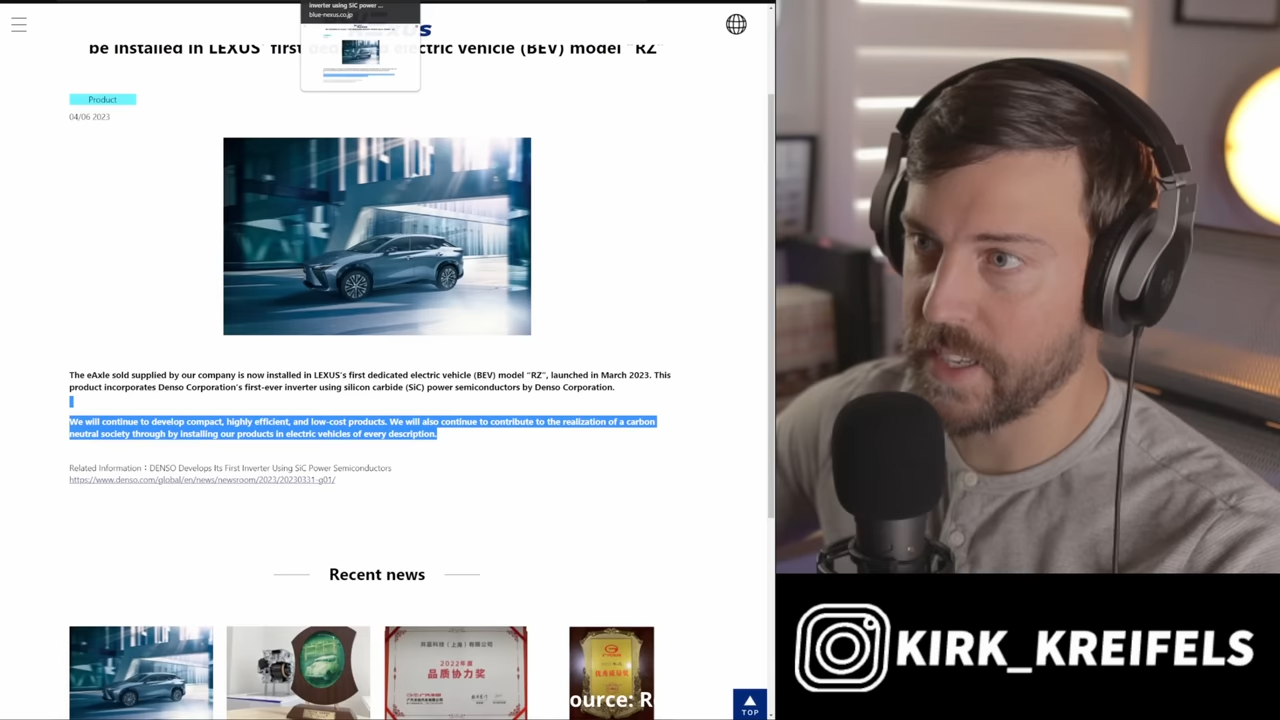 inverter using SiC power ...
blue-nexus.co.jp
be installed in LEXUS' first dedicated electric vehicle (BEV) model "RZ"
Product
04/06 2023
The eAxle sold supplied by our company is now installed in LEXUS's first dedicated electric vehicle (BEV) model "RZ", launched in March 2023. This
product incorporates Denso Corporation's first-ever inverter using silicon carbide (SiC) power semiconductors by Denso Corporation.
We will continue to develop compact, highly efficient, and low-cost products. We will also continue to contribute to the realization of a carbon
neutral society through by installing our products in electric vehicles of every description.
Related Information：DENSO Develops Its First Inverter Using SiC Power Semiconductors
https://www.denso.com/global/en/news/newsroom/2023/20230331-g01/
Recent news
2022年度
品质协力奖
ource: R
TOP
KIRK_KREIFELS